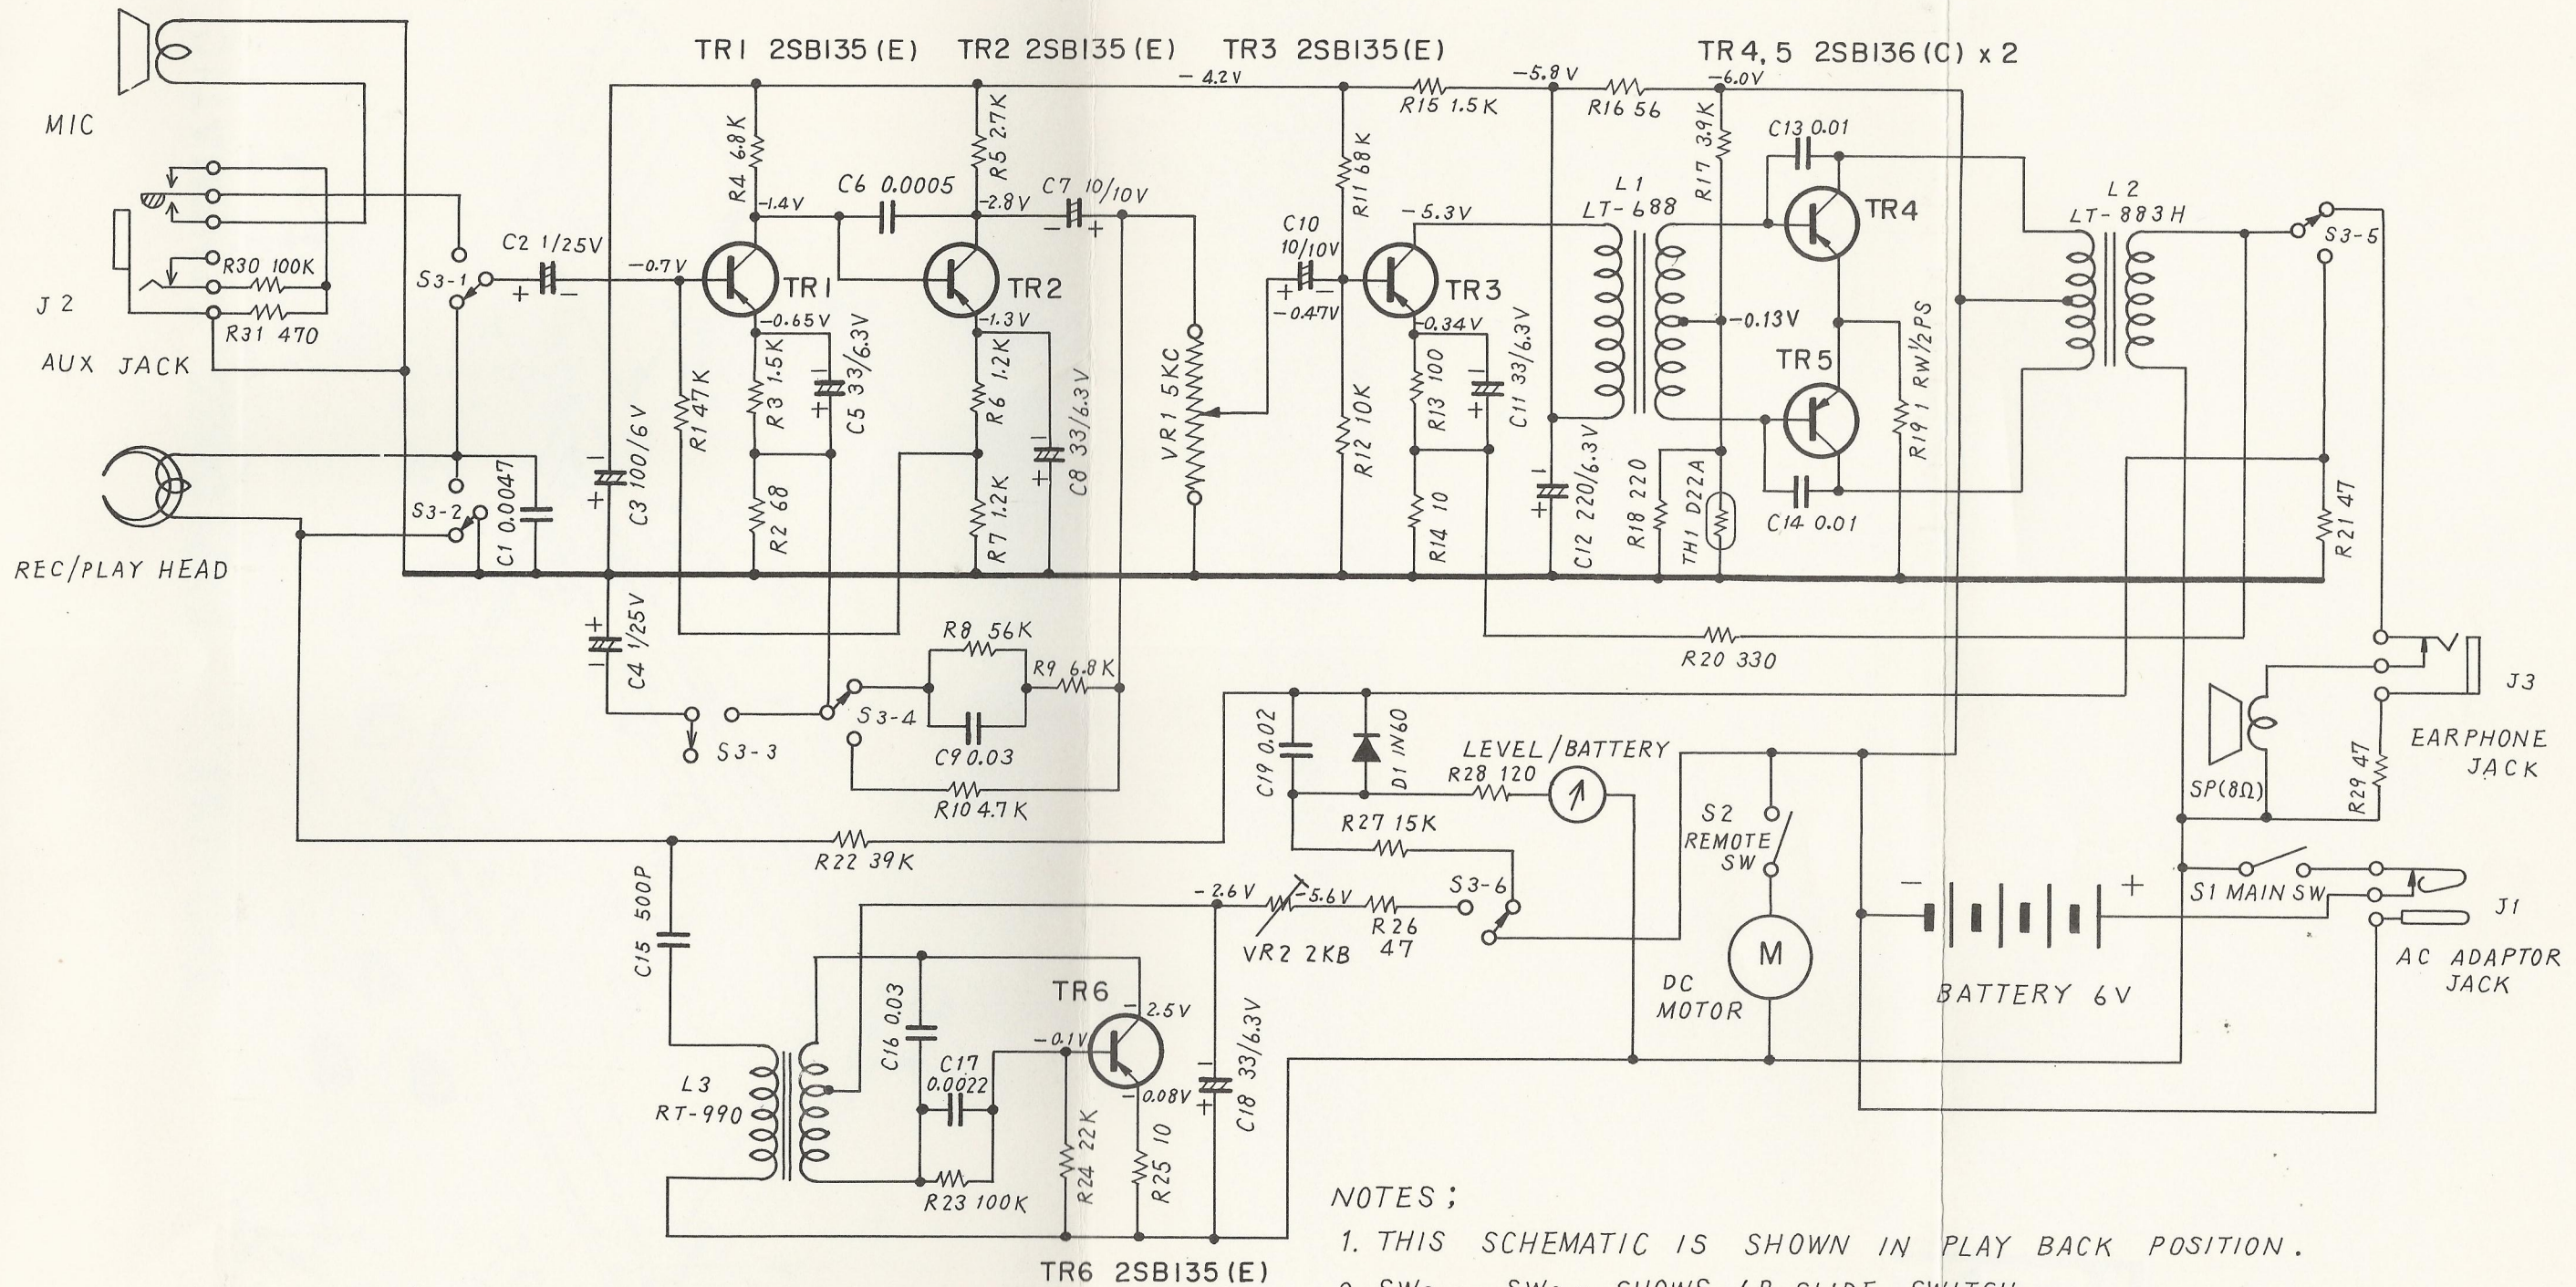 TR1 2SB135(E)
TR2 2SB135(E)
TR3 2SB135(E)
TR4,5 2SB136(C) x 2
MIC
J2
AUX JACK
R30 100K
R31 470
REC/PLAY HEAD
S3-1
C2 1/25V
+
−
-0.7V
S3-2
C1 0.0047
C3 100/6V
−
+
R4 6.8K
-1.4V
TR1
-0.65V
R1 47K
R3 1.5K
C5 33/6.3V
−
+
R2 68
C6 0.0005
R5 2.7K
-2.8V
TR2
-1.3V
R6 1.2K
C8 33/6.3V
−
+
R7 1.2K
C7 10/10V
−
+
VR1 5KC
-4.2V
C10
10/10V
+
−
-0.47V
R11 68K
R12 10K
-5.3V
TR3
-0.34V
R13 100
C11 33/6.3V
−
+
R14 10
R15 1.5K
-5.8V
R16 56
-6.0V
L1
LT-688
C12 220/6.3V
−
+
R17 3.9K
-0.13V
R18 220
TH1 D22A
C13 0.01
TR4
TR5
C14 0.01
R19 1 RW½PS
L2
LT-883H
S3-5
R21 47
C4 1/25V
+
−
S3-3
S3-4
R8 56K
R9 6.8K
C9 0.03
R10 4.7K
R20 330
R22 39K
C15 500P
C19 0.02
D1 1N60
LEVEL/BATTERY
R28 120
R27 15K
-2.6V
-5.6V
VR2 2KB
R26
47
S3-6
S2
REMOTE
SW
M
DC
MOTOR
−
+
BATTERY 6V
SP(8Ω)
R29 47
J3
EARPHONE
JACK
S1 MAIN SW
J1
AC ADAPTOR
JACK
L3
RT-990
C16 0.03
C17
0.0022
R23 100K
TR6
-2.5V
-0.1V
-0.08V
R24 22K
R25 10
C18 33/6.3V
−
+
TR6 2SB135(E)
NOTES;
1. THIS SCHEMATIC IS SHOWN IN PLAY BACK POSITION.